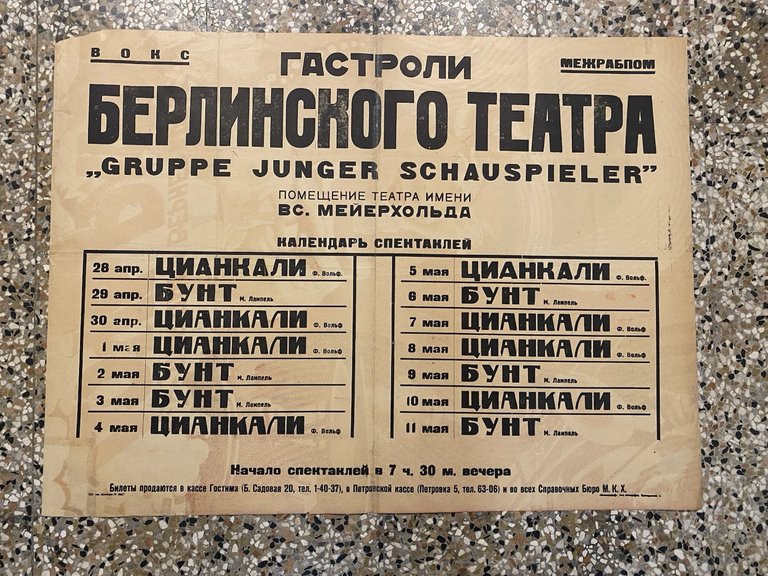 ВОКС
ГАСТРОЛИ
МЕЖРАБПОМ
БЕРЛИНСКОГО ТЕАТРА
„GRUPPE JUNGER SCHAUSPIELER”
ПОМЕЩЕНИЕ ТЕАТРА ИМЕНИ
ВС. МЕЙЕРХОЛЬДА
КАЛЕНДАРЬ СПЕКТАКЛЕЙ
28 апр. ЦИАНКАЛИ Ф. Вольф.
29 апр. БУНТ М. Лампель
30 апр. ЦИАНКАЛИ Ф. Вольф
1 мая ЦИАНКАЛИ Ф. Вольф
2 мая БУНТ М. Лампель
3 мая БУНТ М. Лампель
4 мая ЦИАНКАЛИ Ф. Вольф
5 мая ЦИАНКАЛИ Ф. Вольф.
6 мая БУНТ М. Лампель
7 мая ЦИАНКАЛИ Ф. Вольф
8 мая ЦИАНКАЛИ Ф. Вольф
9 мая БУНТ М. Лампель
10 мая ЦИАНКАЛИ Ф. Вольф
11 мая БУНТ М. Лампель
Начало спектаклей в 7 ч. 30 м. вечера
Билеты продаются в кассе Гостима (Б. Садовая 20, тел. 1-40-37), в Петровской кассе (Петровка 5, тел. 63-06) и во всех Справочных Бюро М. К. Х.